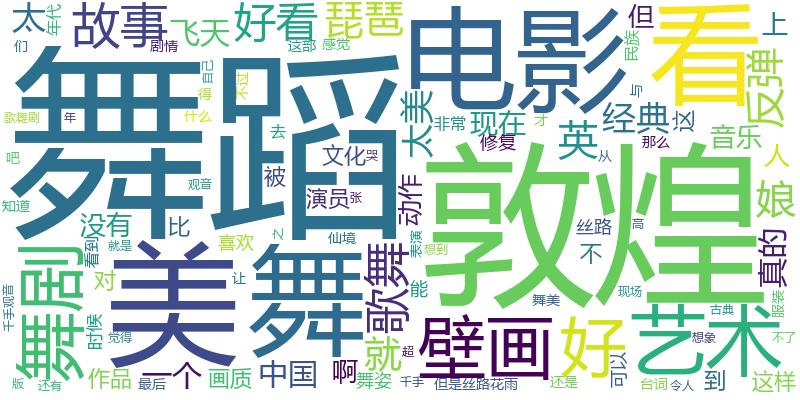 太 们 年代 故事 剧情 飞天 好看 这部 琵琶 感觉
舞蹈 电影 看
但 民族 与 上 反弹
歌舞剧 年 自己 得 不过 什么
太美 非常 现在 修复 英 才 经典 这 那么 音乐
吧 观音 去 文化 哭 被 演员 张 动作 从 人 娘
知道 没有 比 敦煌
看到 就是 喜欢 之 仙境 歌舞 表演 想到 丝路 不 高 真的
千手观音 舞剧 时候 对 觉得 美 让 舞 能 舞美 现场 古典 服装
壁画 好 艺术 想象 不了
版 还有 作品 一个 最后 画质 中国 啊 就 超 舞姿 千手 但是丝路花雨 还是 可以 台词 令人 到 这样